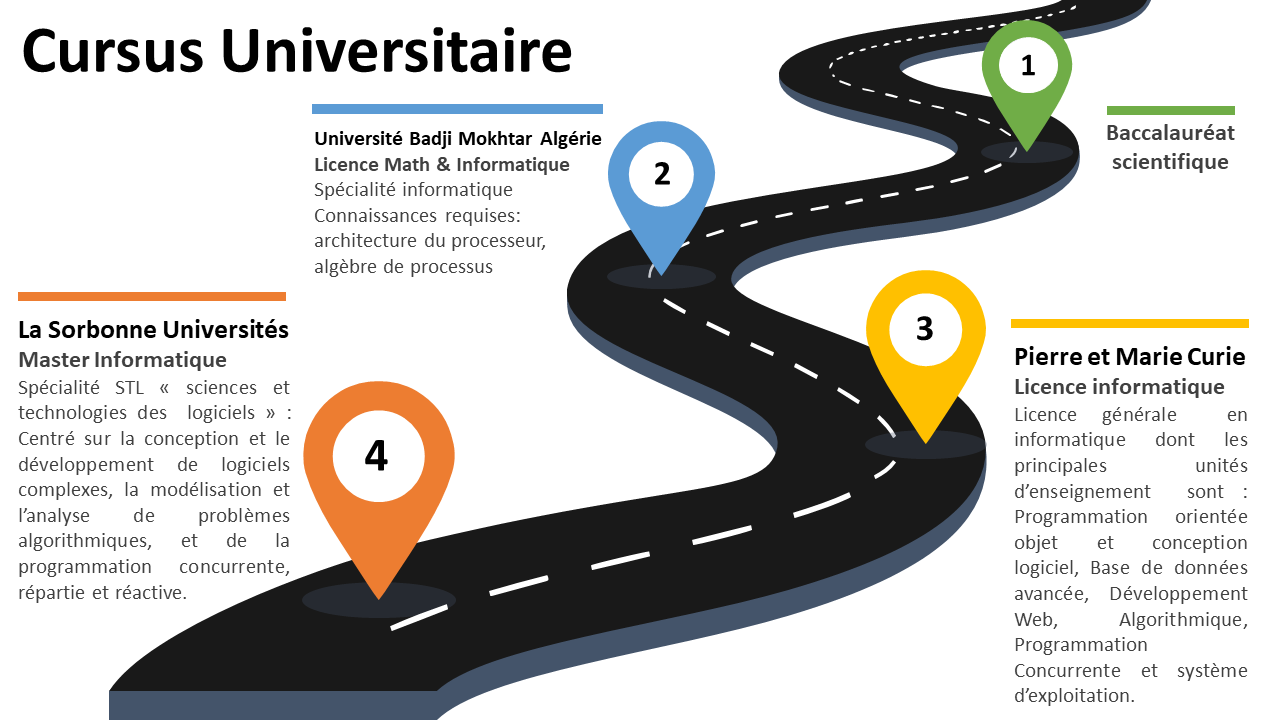 Cursus Universitaire
1
Baccalauréat
scientifique
Université Badji Mokhtar Algérie
Licence Math & Informatique
Spécialité informatique
Connaissances requises:
architecture du processeur,
algèbre de processus
2
3
Pierre et Marie Curie
Licence informatique
Licence générale en
informatique dont les
principales unités
d’enseignement sont :
Programmation orientée
objet et conception
logiciel, Base de données
avancée, Développement
Web, Algorithmique,
Programmation
Concurrente et système
d’exploitation.
La Sorbonne Universités
Master Informatique
Spécialité STL « sciences et
technologies des logiciels » :
Centré sur la conception et le
développement de logiciels
complexes, la modélisation et
l’analyse de problèmes
algorithmiques, et de la
programmation concurrente,
répartie et réactive.
4